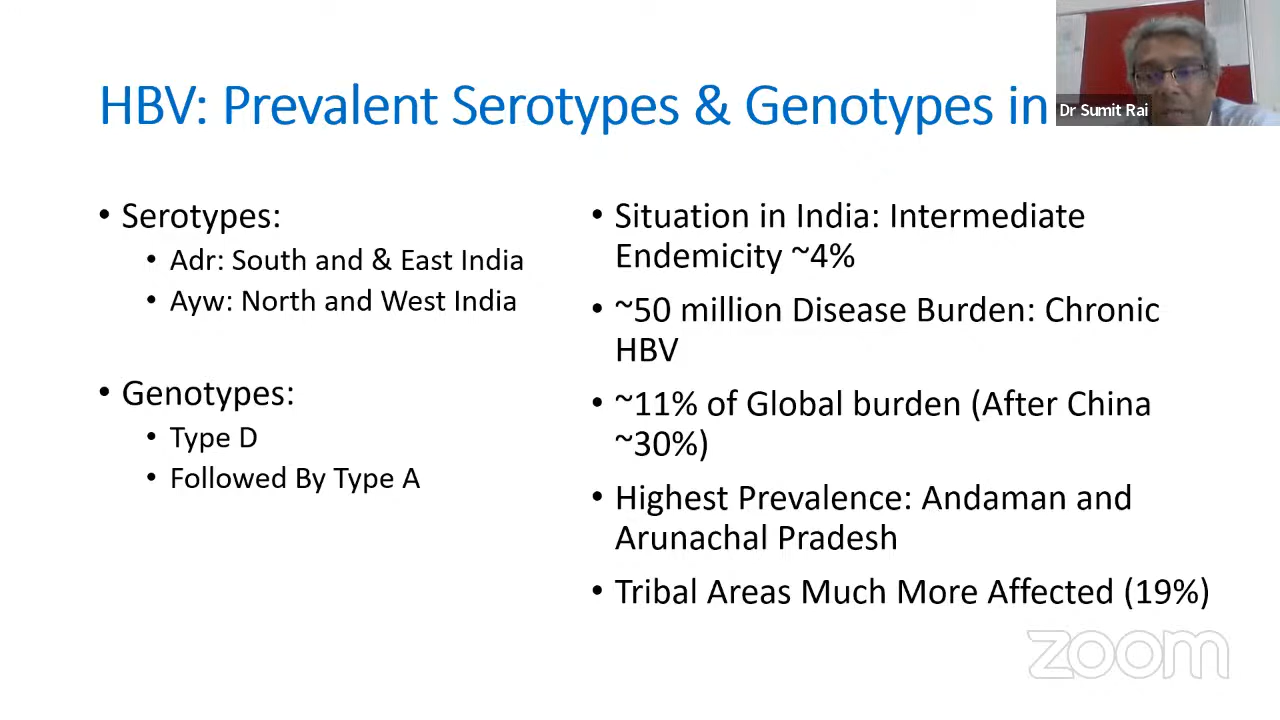 HBV: Prevalent Serotypes & Genotypes in
Dr Sumit Rai
• Serotypes:
• Adr: South and & East India
• Ayw: North and West India
• Genotypes:
• Type D
• Followed By Type A
• Situation in India: Intermediate
Endemicity ~4%
• ~50 million Disease Burden: Chronic
HBV
• ~11% of Global burden (After China
~30%)
• Highest Prevalence: Andaman and
Arunachal Pradesh
• Tribal Areas Much More Affected (19%)
zoom